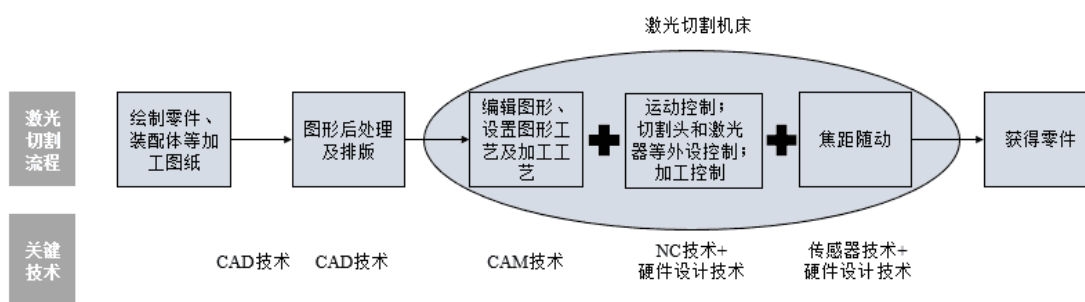 激光切割机床
激光
切割
流程
绘制零件、
装配体等加
工图纸
图形后处理
及排版
编辑图形、
设置图形工
艺及加工工
艺
运动控制；
切割头和激光
器等外设控制；
加工控制
焦距随动
获得零件
关键
技术
CAD技术
CAD技术
CAM技术
NC技术+
硬件设计技术
传感器技术+
硬件设计技术